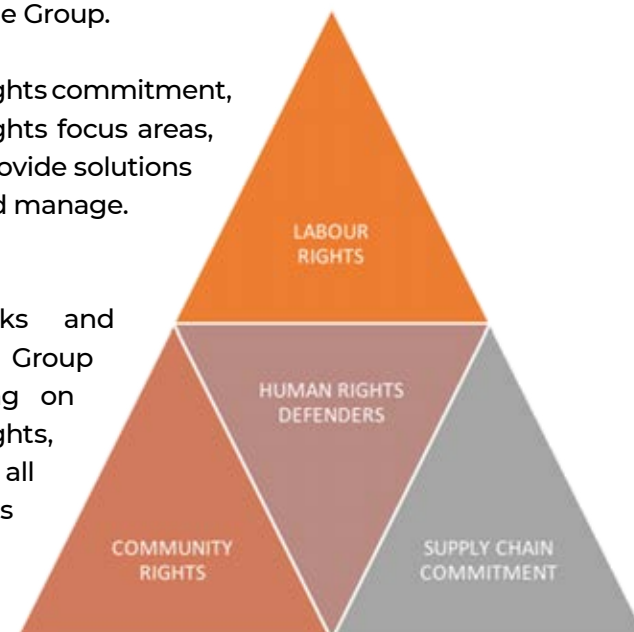 e Group.
ghts commitment,
ghts focus areas,
ovide solutions
d manage.
ks and
Group
g on
ghts,
all
s
LABOUR
RIGHTS
HUMAN RIGHTS
DEFENDERS
COMMUNITY
RIGHTS
SUPPLY CHAIN
COMMITMENT